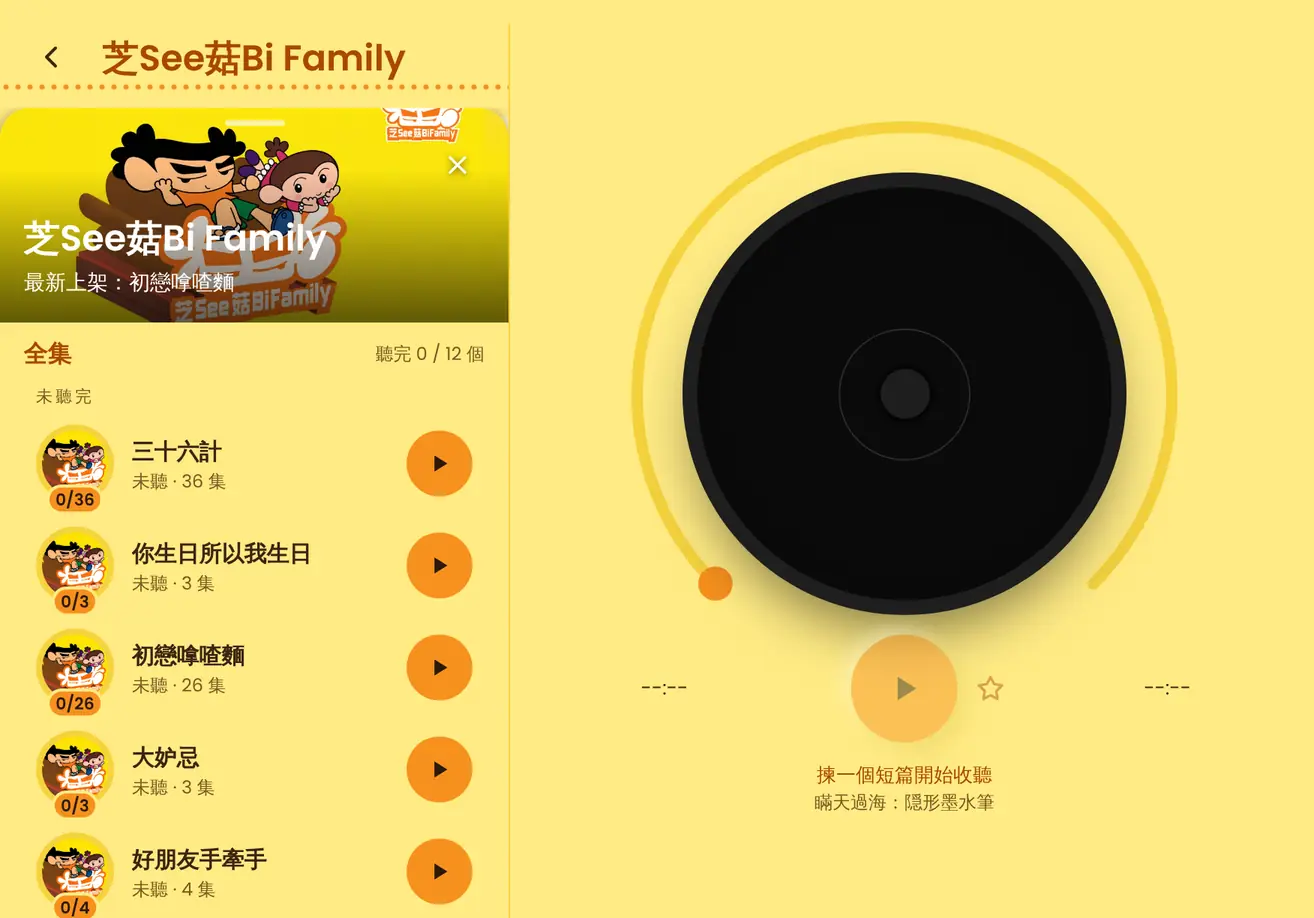 芝See菇Bi Family
芝See菇BiFamily
芝See菇Bi Family
最新上架：初戀嗱喳麵
芝See菇BiFamily
全集
聽完 0 / 12 個
未聽完
三十六計
未聽 · 36 集
0/36
你生日所以我生日
未聽 · 3 集
0/3
初戀嗱喳麵
未聽 · 26 集
0/26
大妒忌
未聽 · 3 集
0/3
好朋友手牽手
未聽 · 4 集
0/4
--:--
--:--
揀一個短篇開始收聽
瞞天過海：隱形墨水筆